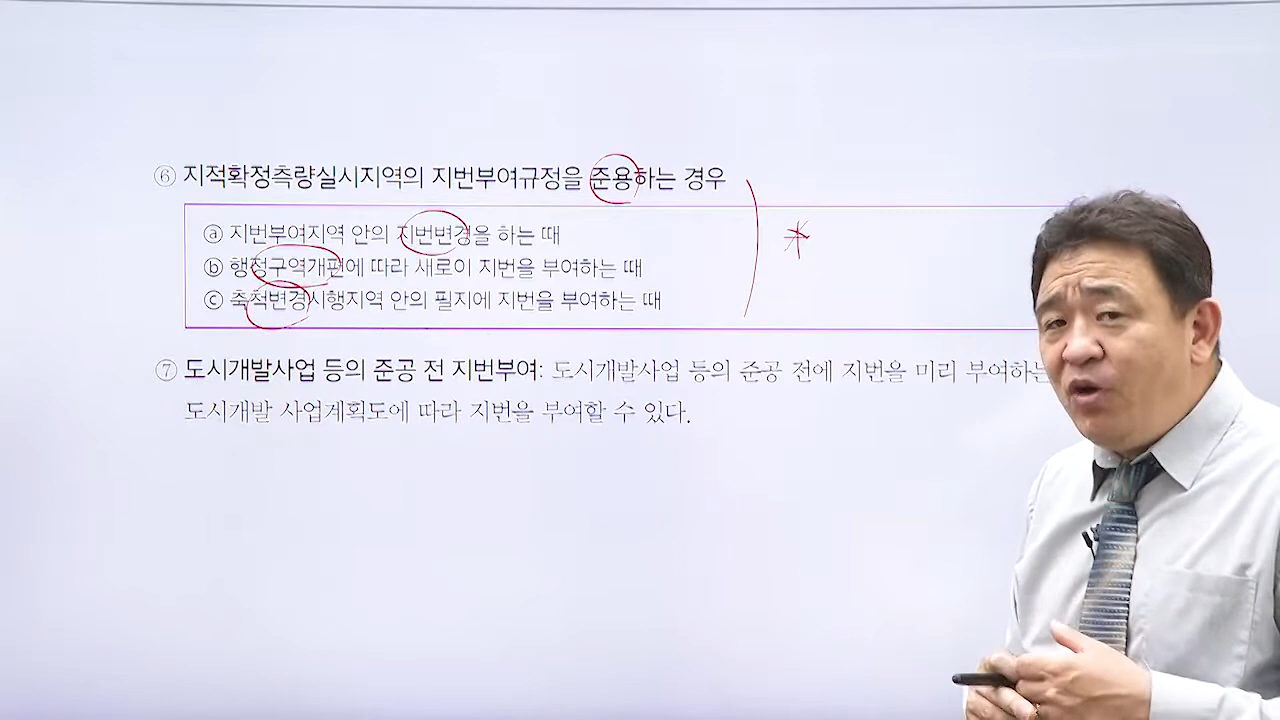 ⑥ 지적확정측량실시지역의 지번부여규정을 준용하는 경우
ⓐ 지번부여지역 안의 지번변경을 하는 때
ⓑ 행정구역개편에 따라 새로이 지번을 부여하는 때
ⓒ 축척변경시행지역 안의 필지에 지번을 부여하는 때
⑦ 도시개발사업 등의 준공 전 지번부여: 도시개발사업 등의 준공 전에 지번을 미리 부여하는
도시개발 사업계획도에 따라 지번을 부여할 수 있다.